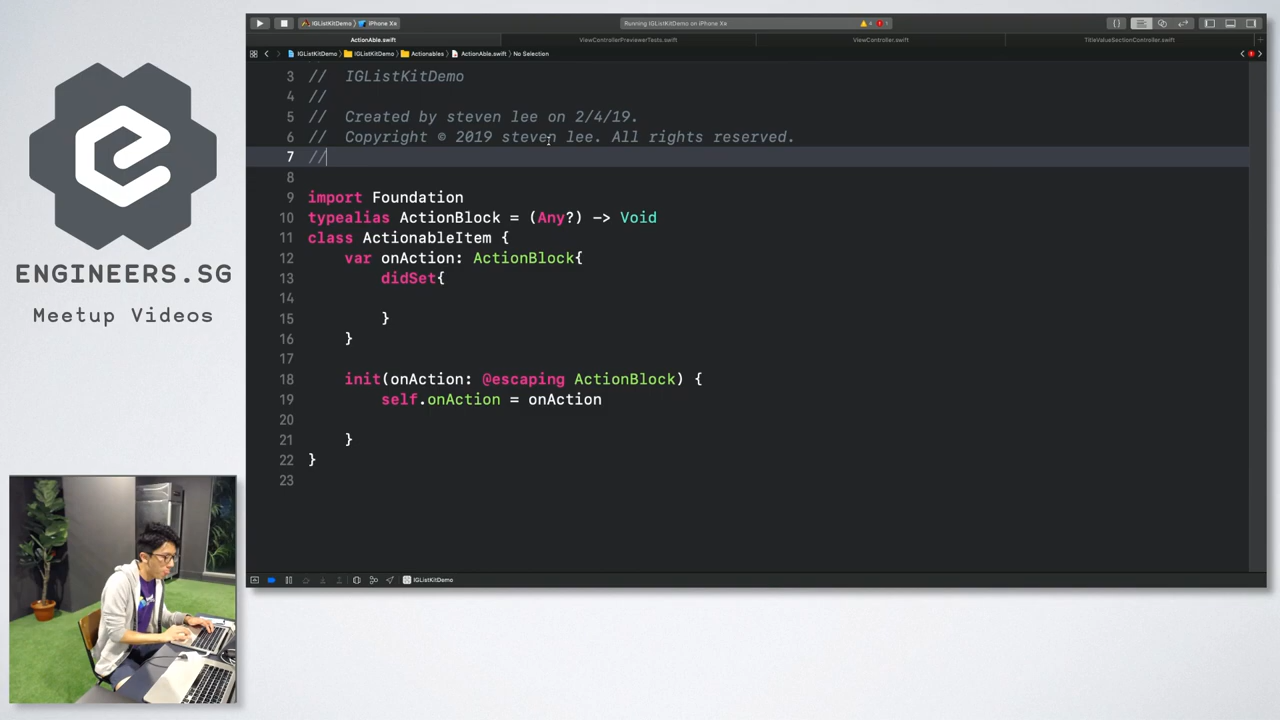 IGListKitDemo
iPhone Xʀ
Running IGListKitDemo on iPhone Xʀ
ActionAble.swift
ViewControllerPreviewerTests.swift
ViewController.swift
TitleValueSectionController.swift
IGListKitDemo
IGListKitDemo
Actionables
ActionAble.swift
No Selection
3 //  IGListKitDemo
4 //
5 //  Created by steven lee on 2/4/19.
6 //  Copyright © 2019 steven lee. All rights reserved.
7 //
8
9 import Foundation
10 typealias ActionBlock = (Any?) -> Void
11 class ActionableItem {
12     var onAction: ActionBlock{
13         didSet{
14
15         }
16     }
17
18     init(onAction: @escaping ActionBlock) {
19         self.onAction = onAction
20
21     }
22 }
23
IGListKitDemo
ENGINEERS.SG
Meetup Videos